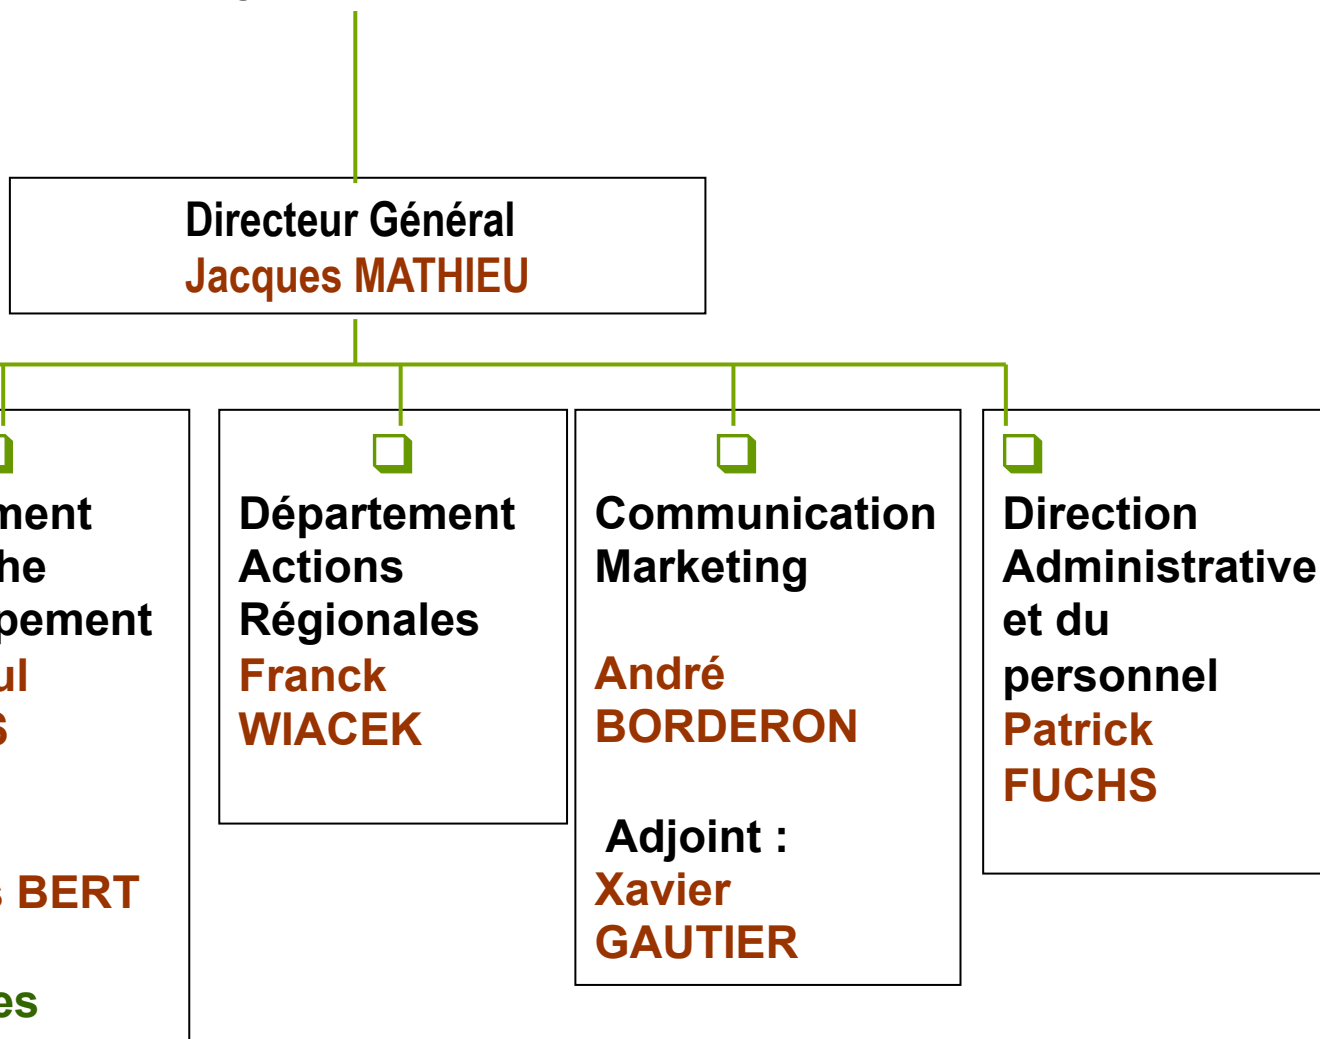 Directeur Général
Jacques MATHIEU
ment
he
pement
ul
S
s BERT
es
Département
Actions
Régionales
Franck
WIACEK
Communication
Marketing
André
BORDERON
Adjoint :
Xavier
GAUTIER
Direction
Administrative
et du
personnel
Patrick
FUCHS